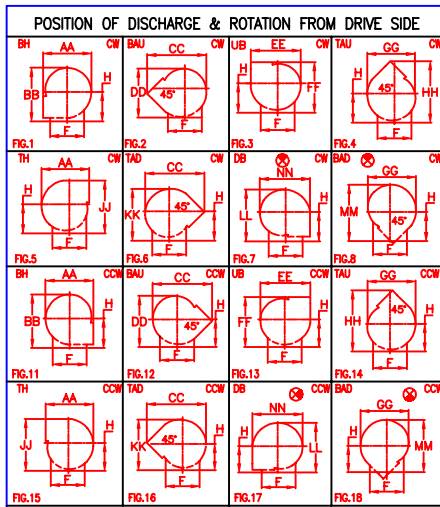 POSITION OF DISCHARGE & ROTATION FROM DRIVE SIDE
BH AA CW
BB H
F
FIG.1
BAU CC CW
DD 45° H
F
FIG.2
UB EE CW
H FF
F
FIG.3
TAU GG CW
H 45° HH
F
FIG.4
TH AA CW
H JJ
F
FIG.5
TAD CC CW
KK 45° H
F
FIG.6
DB NN CW
LL H
F
FIG.7
BAD GG CW
MM 45° H
F
FIG.8
BH AA CCW
BB H
F
FIG.11
BAU CC CCW
DD 45° H
F
FIG.12
UB EE CCW
FF H
F
FIG.13
TAU GG CCW
HH 45° H
F
FIG.14
TH AA CCW
JJ H
F
FIG.15
TAD CC CCW
KK 45° H
F
FIG.16
DB NN CCW
H LL
F
FIG.17
BAD GG CCW
H 45° MM
F
FIG.18